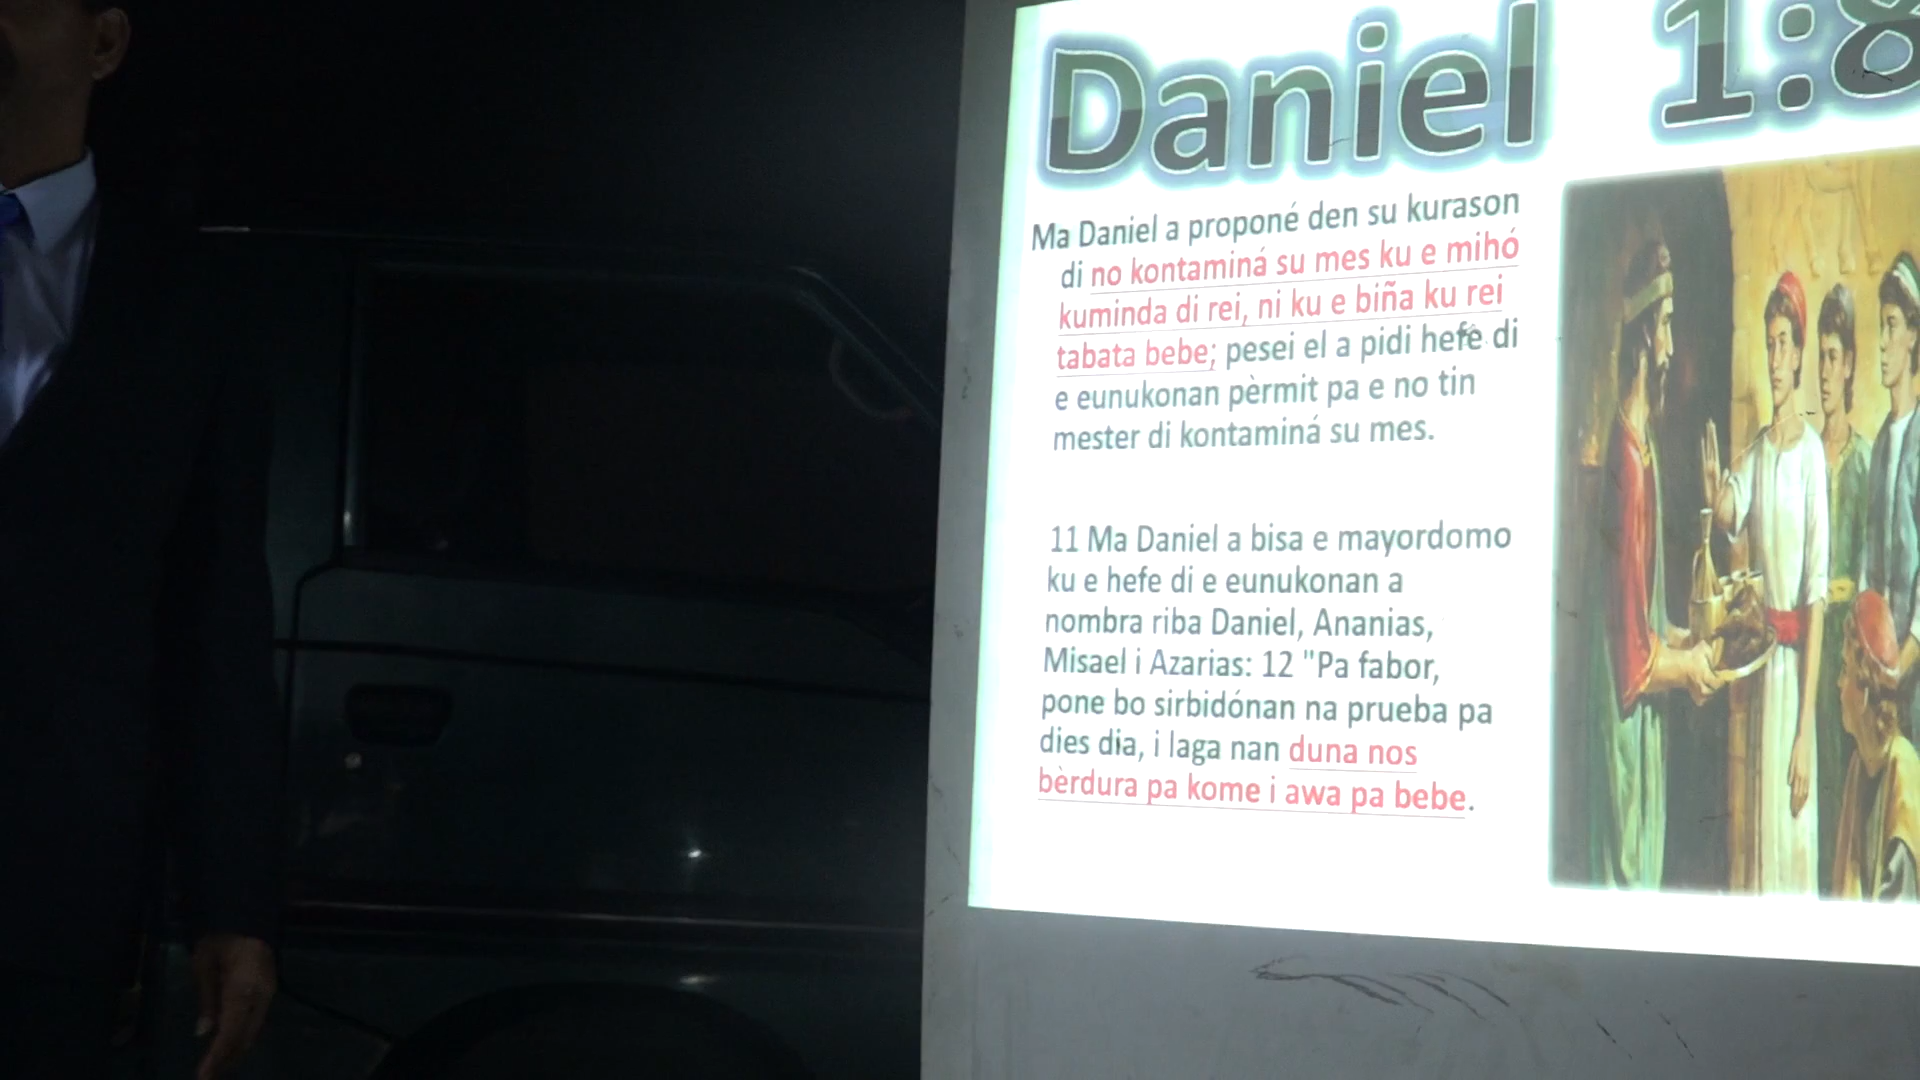 Daniel 1:8
Ma Daniel a proponé den su kurason
di no kontaminá su mes ku e mihó
kuminda di rei, ni ku e biña ku rei
tabata bebe; pesei el a pidi hefe di
e eunukonan pèrmit pa e no tin
mester di kontaminá su mes.
11 Ma Daniel a bisa e mayordomo
ku e hefe di e eunukonan a
nombra riba Daniel, Ananias,
Misael i Azarias: 12 "Pa fabor,
pone bo sirbidónan na prueba pa
dies dia, i laga nan duna nos
bèrdura pa kome i awa pa bebe.